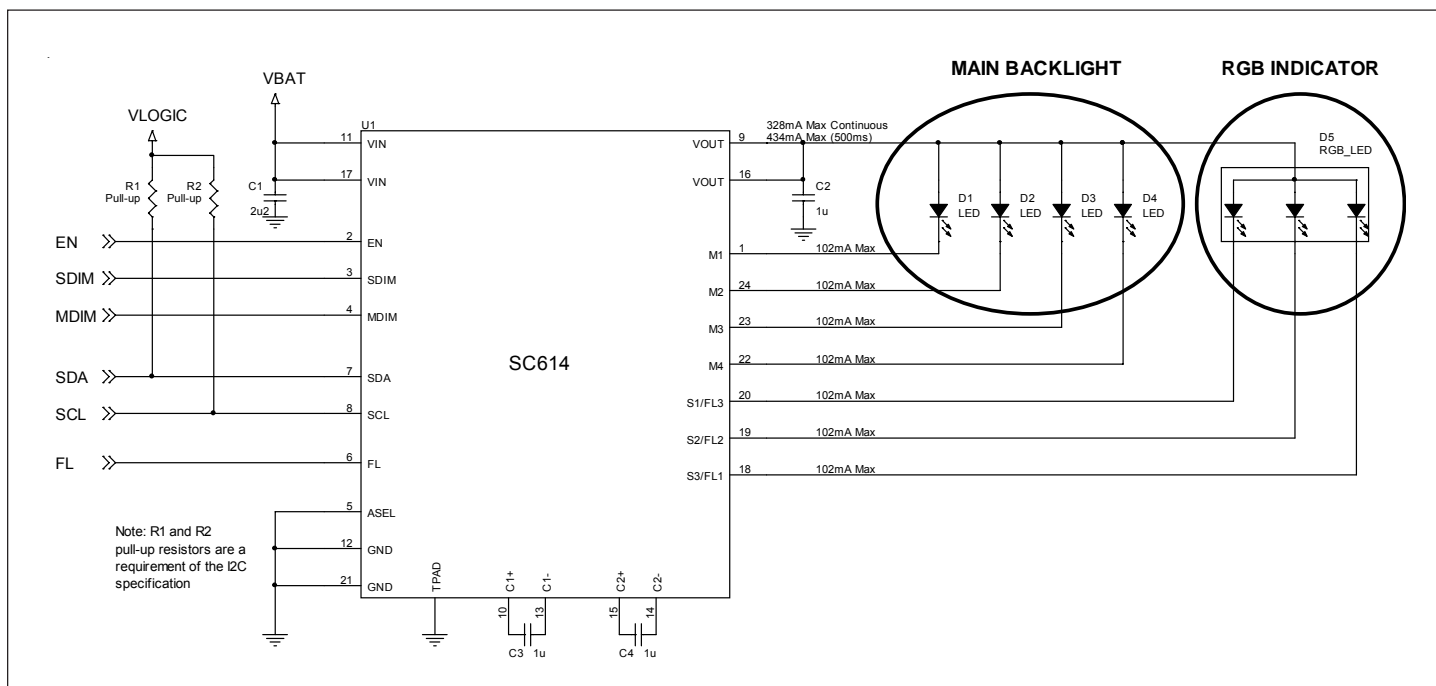 MAIN BACKLIGHT
RGB INDICATOR
VBAT
VLOGIC
U1
328mA Max Continuous
434mA Max (500ms)
D5
RGB_LED
11
VIN
VOUT
9
17
VIN
VOUT
16
R1
Pull-up
R2
Pull-up
C1
2u2
C2
1u
D1
LED
D2
LED
D3
LED
D4
LED
EN
2
EN
SDIM
3
SDIM
MDIM
4
MDIM
M1
1
102mA Max
M2
24
102mA Max
M3
23
102mA Max
M4
22
102mA Max
SC614
SDA
7
SDA
SCL
8
SCL
S1/FL3
20
102mA Max
S2/FL2
19
102mA Max
FL
6
FL
S3/FL1
18
102mA Max
5
ASEL
12
GND
21
GND
Note: R1 and R2
pull-up resistors are a
requirement of the I2C
specification
TPAD
C1+
C1-
C2+
C2-
10
13
15
14
C3
1u
C4
1u